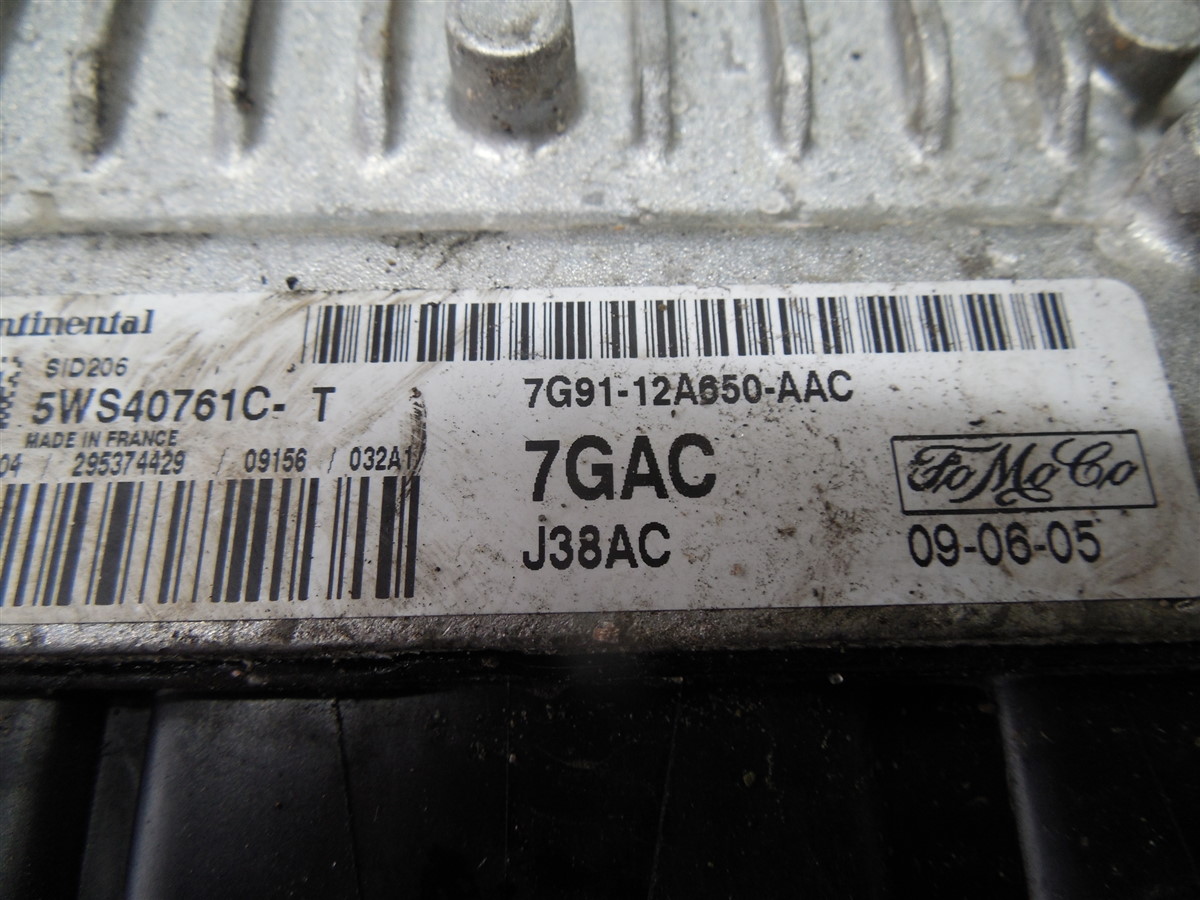 ntinental
SID206
5WS40761C- T
MADE IN FRANCE
04 / 295374429 / 09156 / 032A1
7G91-12A650-AAC
7GAC
J38AC
FoMoCo
09-06-05